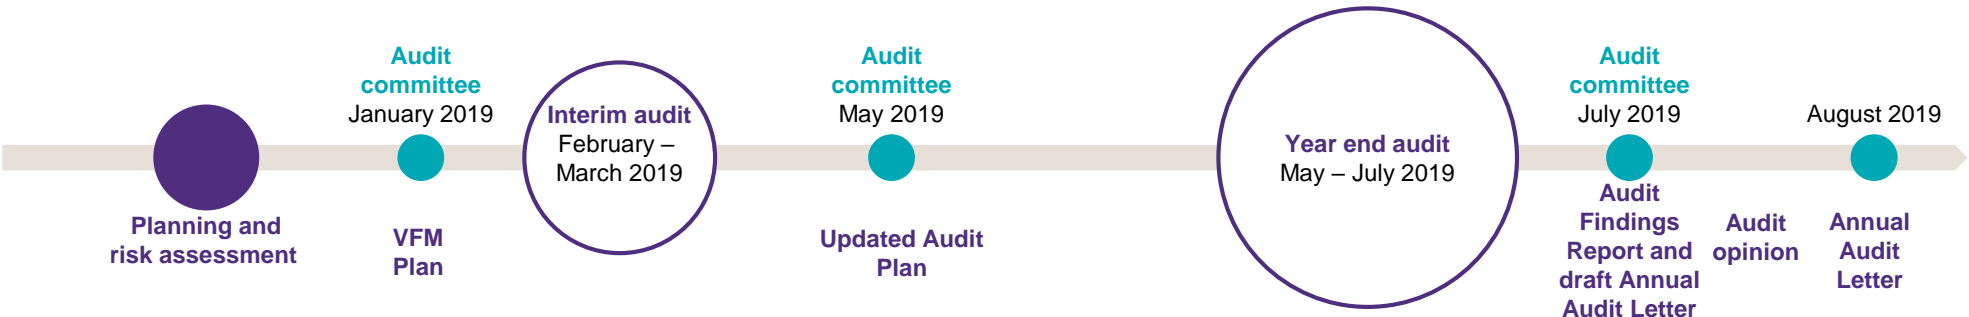 Planning and
risk assessment
Audit
committee
January 2019
VFM
Plan
Interim audit
February –
March 2019
Audit
committee
May 2019
Updated Audit
Plan
Year end audit
May – July 2019
Audit
committee
July 2019
Audit
Findings
Report and
draft Annual
Audit Letter
Audit
opinion
August 2019
Annual
Audit
Letter